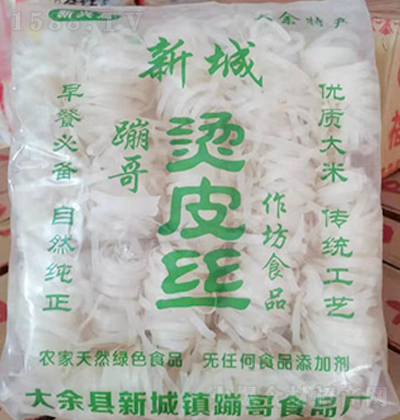 1588.TV
大余特产
新城
蹦哥
烫皮丝
作坊食品
早餐必备 自然纯正
优质大米 传统工艺
农家天然绿色食品 无任何食品添加剂
大余县新城镇蹦哥食品厂